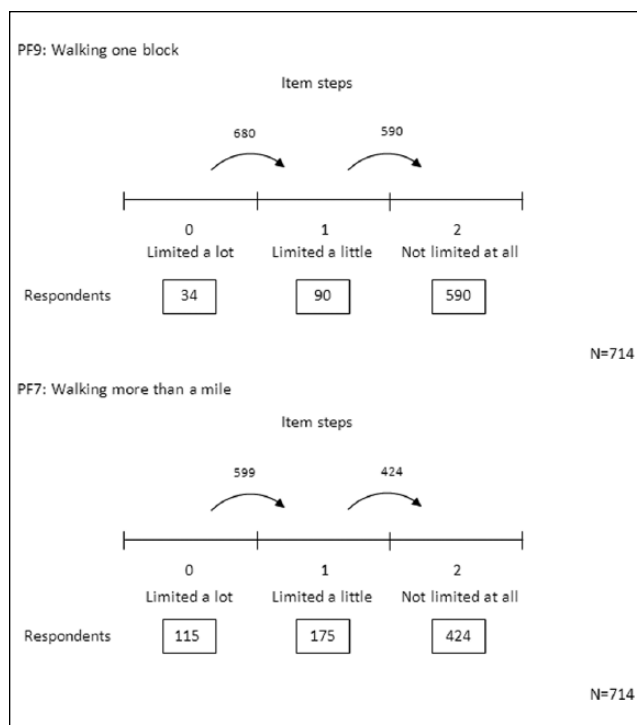 PF9: Walking one block
Item steps
680 590
0 1 2
Limited a lot Limited a little Not limited at all
Respondents 34 90 590
N=714
PF7: Walking more than a mile
Item steps
599 424
0 1 2
Limited a lot Limited a little Not limited at all
Respondents 115 175 424
N=714